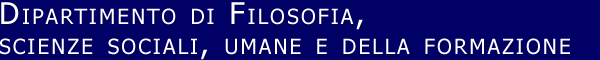 Dipartimento di Filosofia,
scienze sociali, umane e della formazione